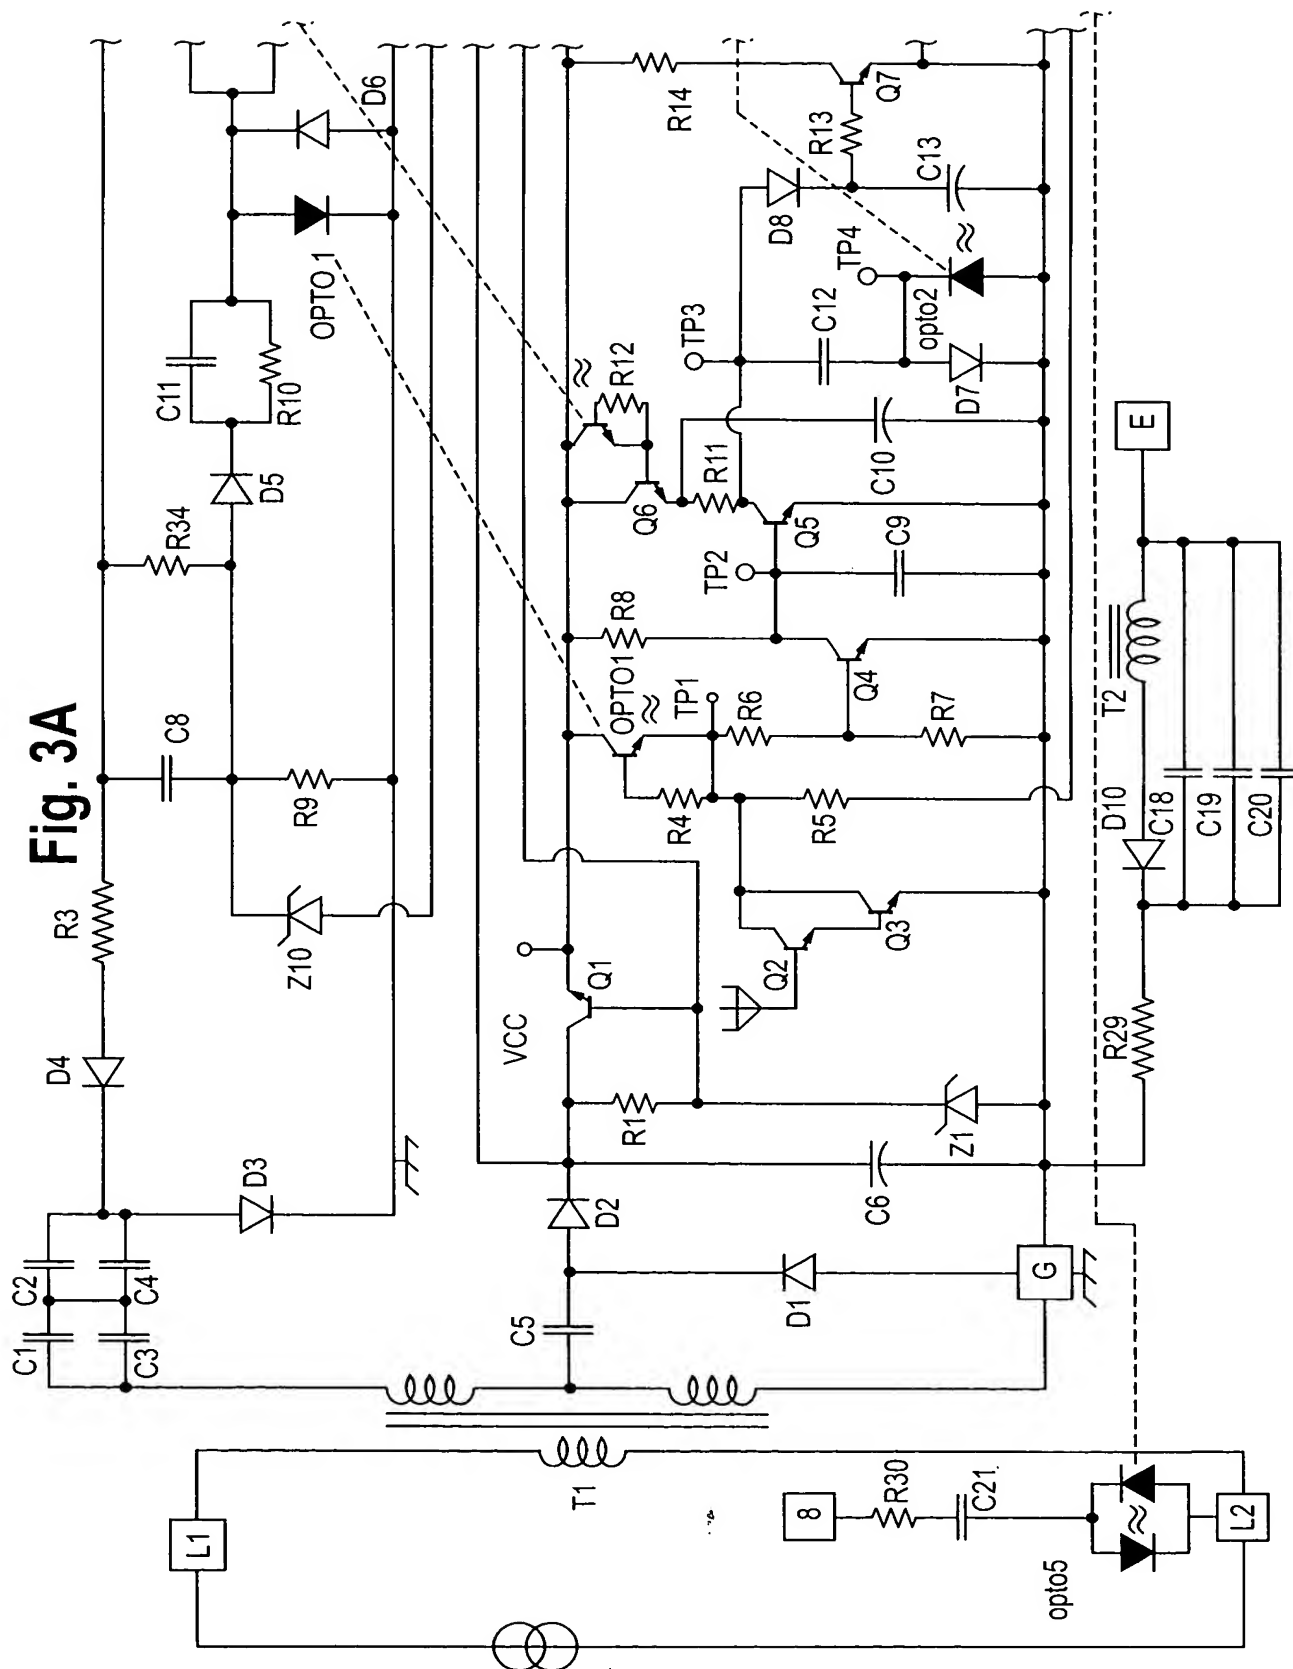 Fig. 3A
C1
C2
C3
C4
D4
R3
C8
R34
C11
R10
D5
D6
OPTO 1
D3
Z10
R9
L1
T1
C5
D2
VCC
Q1
R1
C6
D1
Z1
G
OPTO1
R8
R4
TP1
R6
R5
R7
Q2
Q3
Q4
TP2
Q6
R12
R11
Q5
C9
C10
TP3
C12
D7
opto2
TP4
D8
R13
C13
R14
Q7
8
R30
C21
opto5
L2
R29
D10
T2
C18
C19
C20
E